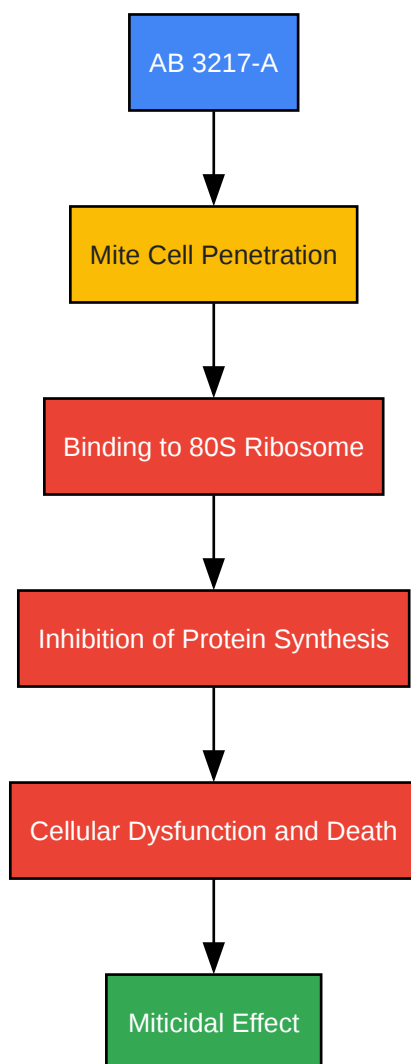 AB 3217-A
Mite Cell Penetration
Binding to 80S Ribosome
Inhibition of Protein Synthesis
Cellular Dysfunction and Death
Miticidal Effect